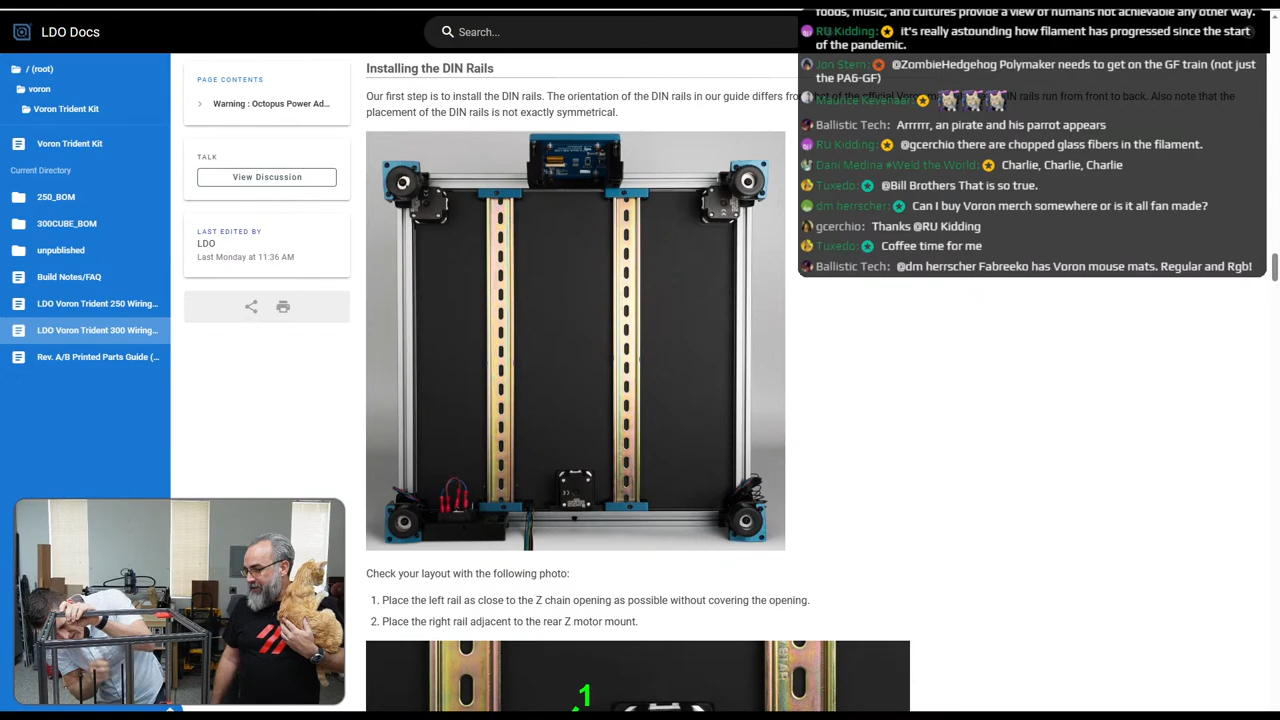 LDO Docs
Search...
/ (root)
voron
Voron Trident Kit
Voron Trident Kit
Current Directory
250_BOM
300CUBE_BOM
unpublished
Build Notes/FAQ
LDO Voron Trident 250 Wiring...
LDO Voron Trident 300 Wiring...
Rev. A/B Printed Parts Guide (...
PAGE CONTENTS
Warning : Octopus Power Ad...
TALK
View Discussion
LAST EDITED BY
LDO
Last Monday at 11:36 AM
Installing the DIN Rails
Our first step is to install the DIN rails. The orientation of the DIN rails in our guide differs fro
DIN rails run from front to back. Also note that the
placement of the DIN rails is not exactly symmetrical.
Check your layout with the following photo:
1. Place the left rail as close to the Z chain opening as possible without covering the opening.
2. Place the right rail adjacent to the rear Z motor mount.
1
foods, music, and cultures provide a view of humans not achievable any other way.
RU Kidding: it's really astounding how filament has progressed since the start
of the pandemic.
Jon Stern: @ZombieHedgehog Polymaker needs to get on the GF train (not just
the PA6-GF)
Maurice Kevenaar:
Ballistic Tech: Arrrrrr, an pirate and his parrot appears
RU Kidding: @gcerchio there are chopped glass fibers in the filament.
Dani Medina #Weld the World: Charlie, Charlie, Charlie
Tuxedo: @Bill Brothers That is so true.
dm herrscher: Can I buy Voron merch somewhere or is it all fan made?
gcerchio: Thanks @RU Kidding
Tuxedo: Coffee time for me
Ballistic Tech: @dm herrscher Fabreeko has Voron mouse mats. Regular and Rgb!